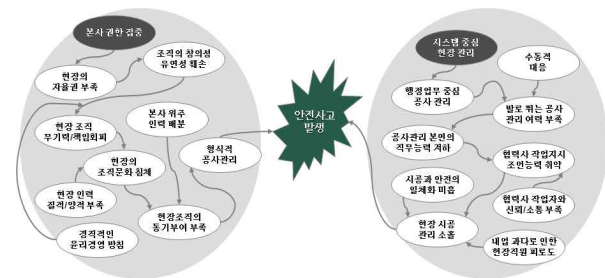 본사 권한 집중
조직의 창의성
유연성 훼손
현장의
자율권 부족
현장 조직
무기력/책임회피
본사 위주
인력 배분
현장의
조직문화 침체
형식적
공사관리
현장 인력
질적/양적 부족
현장조직의
동기부여 부족
경직적인
윤리경영 방침
안전사고
발생
시스템 중심
현장 관리
수동적
대응
행정업무 중심
공사 관리
발로 뛰는 공사
관리 여력 부족
공사관리 본연의
직무능력 저하
협력사 작업지시
조언능력 취약
시공과 안전의
일체화 미흡
협력사 작업자와
신뢰/소통 부족
현장 시공
관리 소홀
내업 과다로 인한
현장직원 피로도